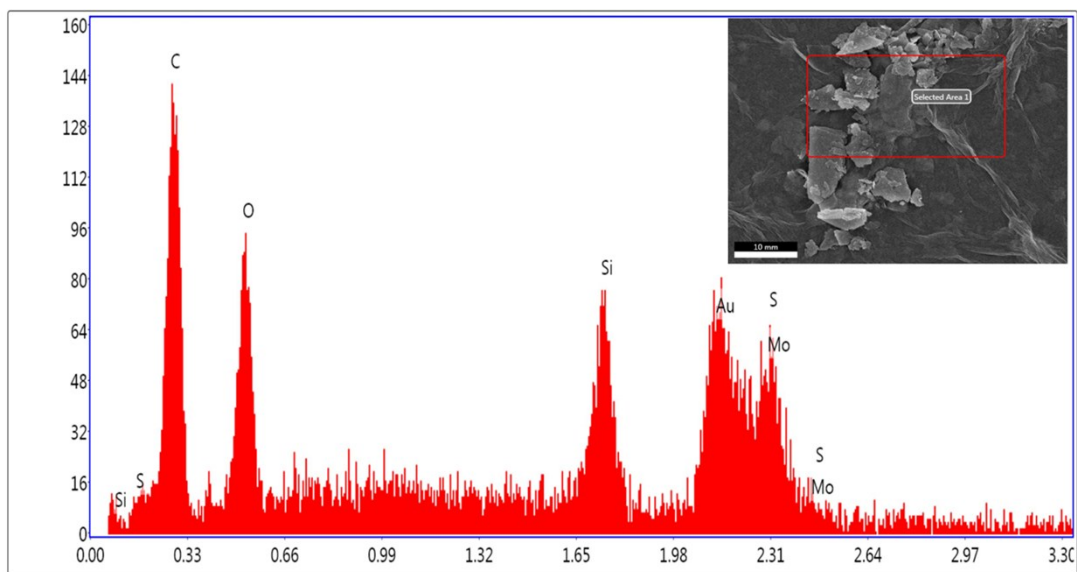 160
144
128
112
96
80
64
48
32
16
0
C
O
Si
S
Si
Au
S
Mo
S
Mo
Selected Area 1
10 mm
0.00 0.33 0.66 0.99 1.32 1.65 1.98 2.31 2.64 2.97 3.30